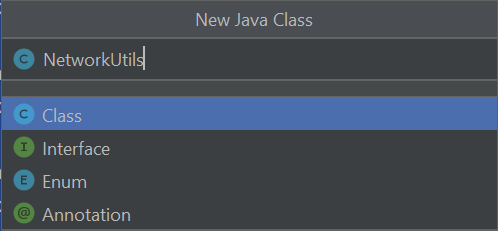 New Java Class
C NetworkUtils
C Class
I Interface
E Enum
@ Annotation